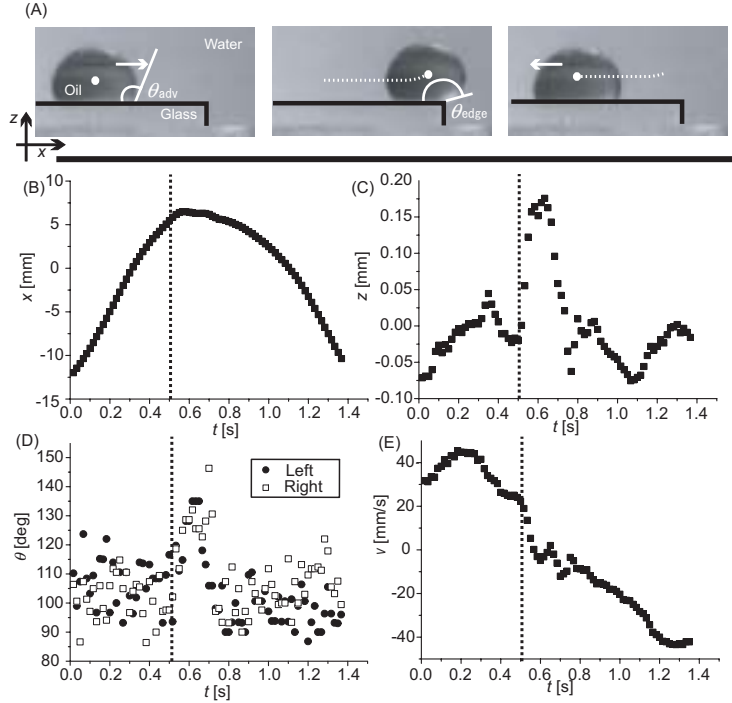 (A)
Water
Oil
θadv
Glass
θedge
z
x
(B)
x [mm]
10
5
0
-5
-10
-15
0.0 0.2 0.4 0.6 0.8 1.0 1.2 1.4
t [s]
(C)
z [mm]
0.20
0.15
0.10
0.05
0.00
-0.05
-0.10
0.0 0.2 0.4 0.6 0.8 1.0 1.2 1.4
t [s]
(D)
θ [deg]
150
140
130
120
110
100
90
80
Left
Right
0.0 0.2 0.4 0.6 0.8 1.0 1.2 1.4
t [s]
(E)
v [mm/s]
40
20
0
-20
-40
0.0 0.2 0.4 0.6 0.8 1.0 1.2 1.4
t [s]